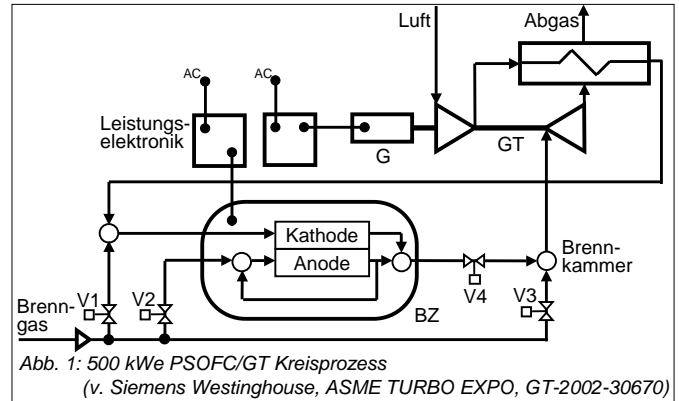 Luft
Abgas
AC
AC
Leistungs-
elektronik
G
GT
Kathode
Anode
Brenn-
kammer
V1
V2
V4
V3
Brenn-
gas
BZ
Abb. 1: 500 kWe PSOFC/GT Kreisprozess
(v. Siemens Westinghouse, ASME TURBO EXPO, GT-2002-30670)